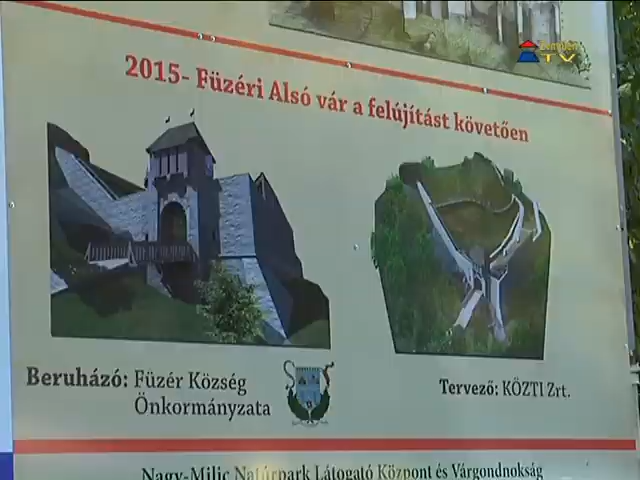 TV
2015- Füzéri Alsó vár a felújítást követően
Beruházó: Füzér Község
Önkormányzata
Tervező: KÖZTI Zrt.
Nagy-Milic Natúrpark Látogató Központ és Várgondnokság